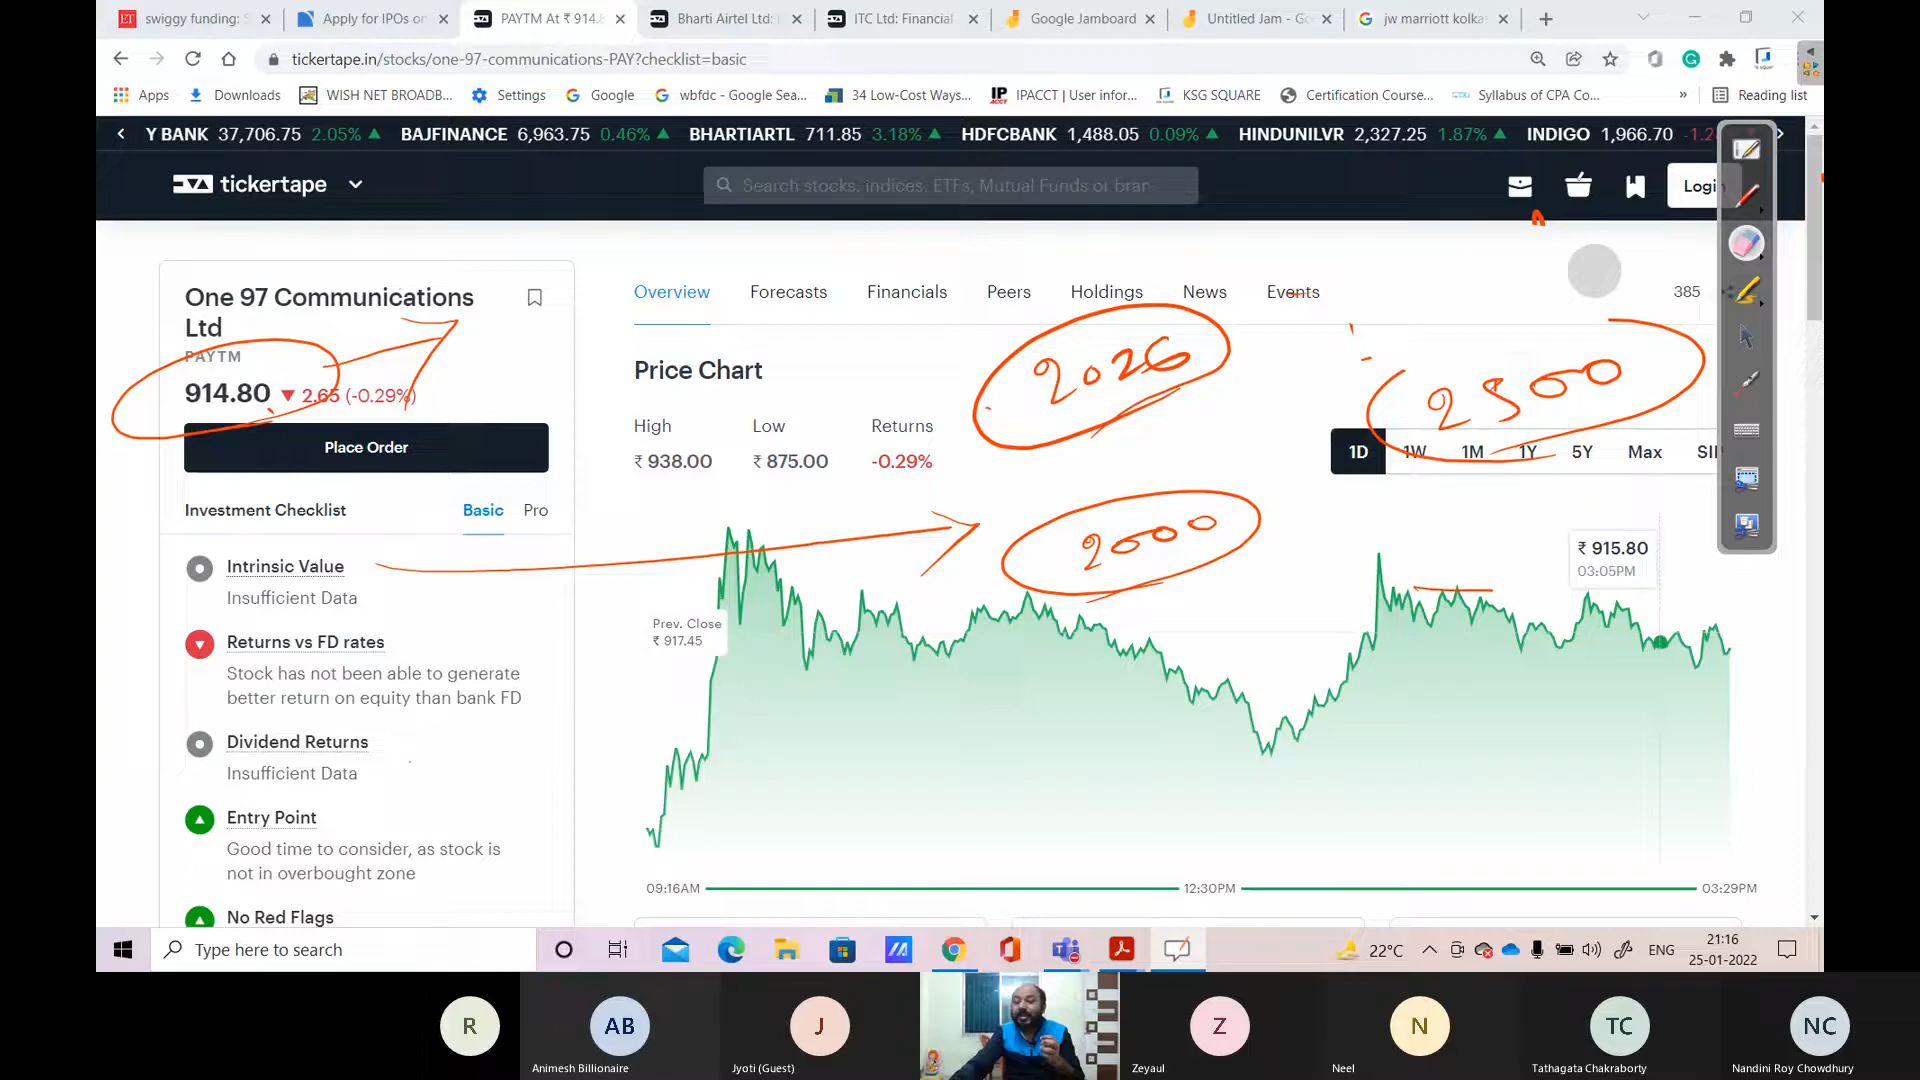 swiggy funding: S
Apply for IPOs on
PAYTM At ₹ 914.8
Bharti Airtel Ltd:
ITC Ltd: Financial
Google Jamboard
Untitled Jam - Go
jw marriott kolka
tickertape.in/stocks/one-97-communications-PAY?checklist=basic
Apps Downloads WISH NET BROADB... Settings Google wbfdc - Google Sea... 34 Low-Cost Ways... IPACCT | User infor... KSG SQUARE Certification Course... Syllabus of CPA Co... » Reading list
Y BANK 37,706.75 2.05% BAJFINANCE 6,963.75 0.46% BHARTIARTL 711.85 3.18% HDFCBANK 1,488.05 0.09% HINDUNILVR 2,327.25 1.87% INDIGO 1,966.70 -1.2
tickertape
Search stocks, indices, ETFs, Mutual Funds or bran
Login
One 97 Communications
Ltd
PAYTM
914.80 2.65 (-0.29%)
Place Order
Investment Checklist Basic Pro
Intrinsic Value
Insufficient Data
Returns vs FD rates
Stock has not been able to generate
better return on equity than bank FD
Dividend Returns
Insufficient Data
Entry Point
Good time to consider, as stock is
not in overbought zone
No Red Flags
Overview Forecasts Financials Peers Holdings News Events 385
Price Chart
2026
2500
High Low Returns
₹ 938.00 ₹ 875.00 -0.29%
1D 1W 1M 1Y 5Y Max SIP
2000
₹ 915.80
03:05PM
Prev. Close
₹ 917.45
09:16AM 12:30PM 03:29PM
Type here to search
22°C ENG
21:16
25-01-2022
R AB J Z N TC NC
Animesh Billionaire Jyoti (Guest) Zeyaul Neel Tathagata Chakraborty Nandini Roy Chowdhury